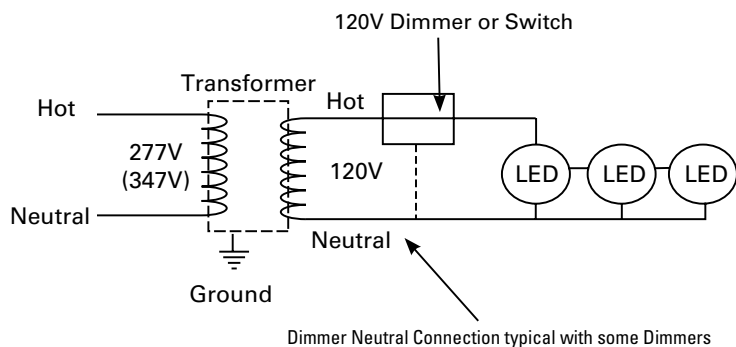 120V Dimmer or Switch
Transformer
Hot
Hot
277V
(347V)
120V
LED
LED
LED
Neutral
Neutral
Ground
Dimmer Neutral Connection typical with some Dimmers